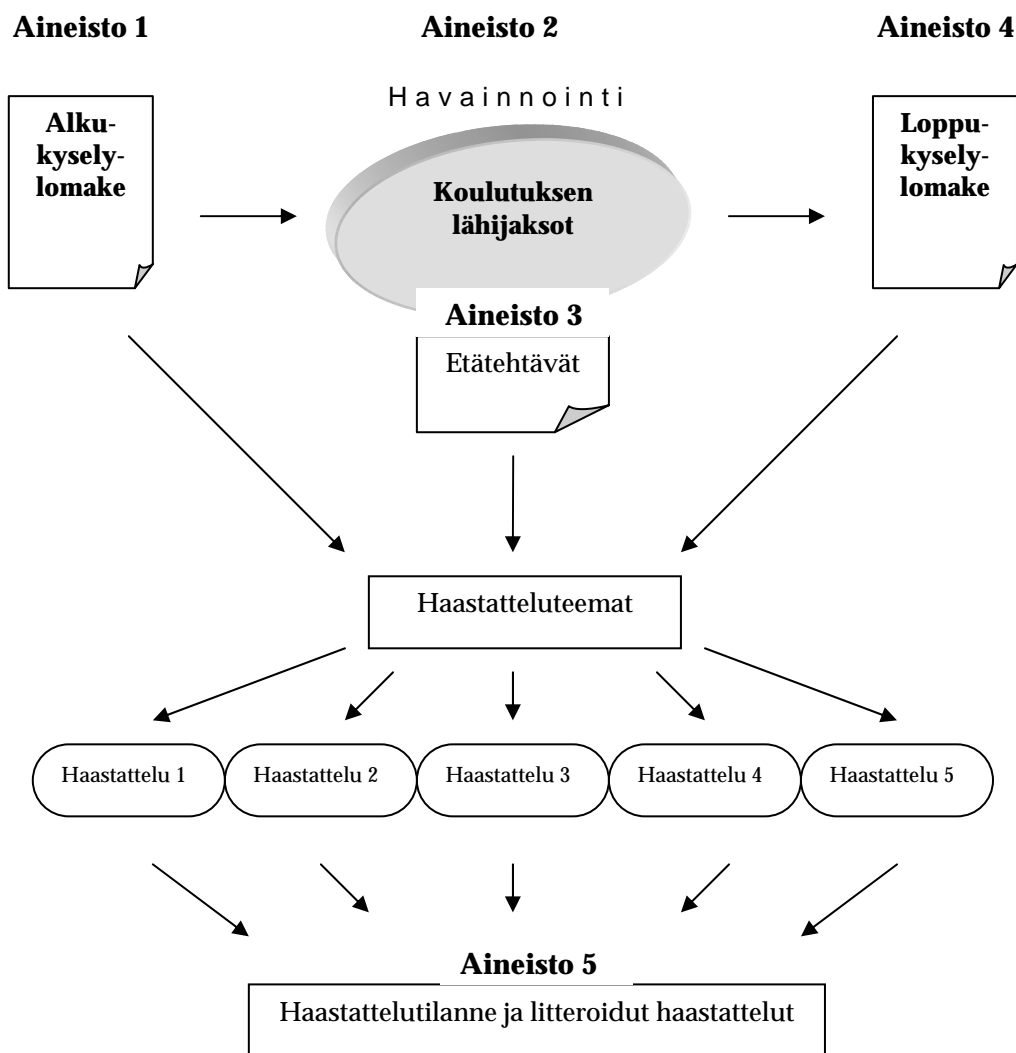 Aineisto 1
Aineisto 2
Aineisto 4
Havainnointi
Alku-
kysely-
lomake
Koulutuksen
lähijaksot
Loppu-
kysely-
lomake
Aineisto 3
Etätehtävät
Haastatteluteemat
Haastattelu 1
Haastattelu 2
Haastattelu 3
Haastattelu 4
Haastattelu 5
Aineisto 5
Haastattelutilanne ja litteroidut haastattelut